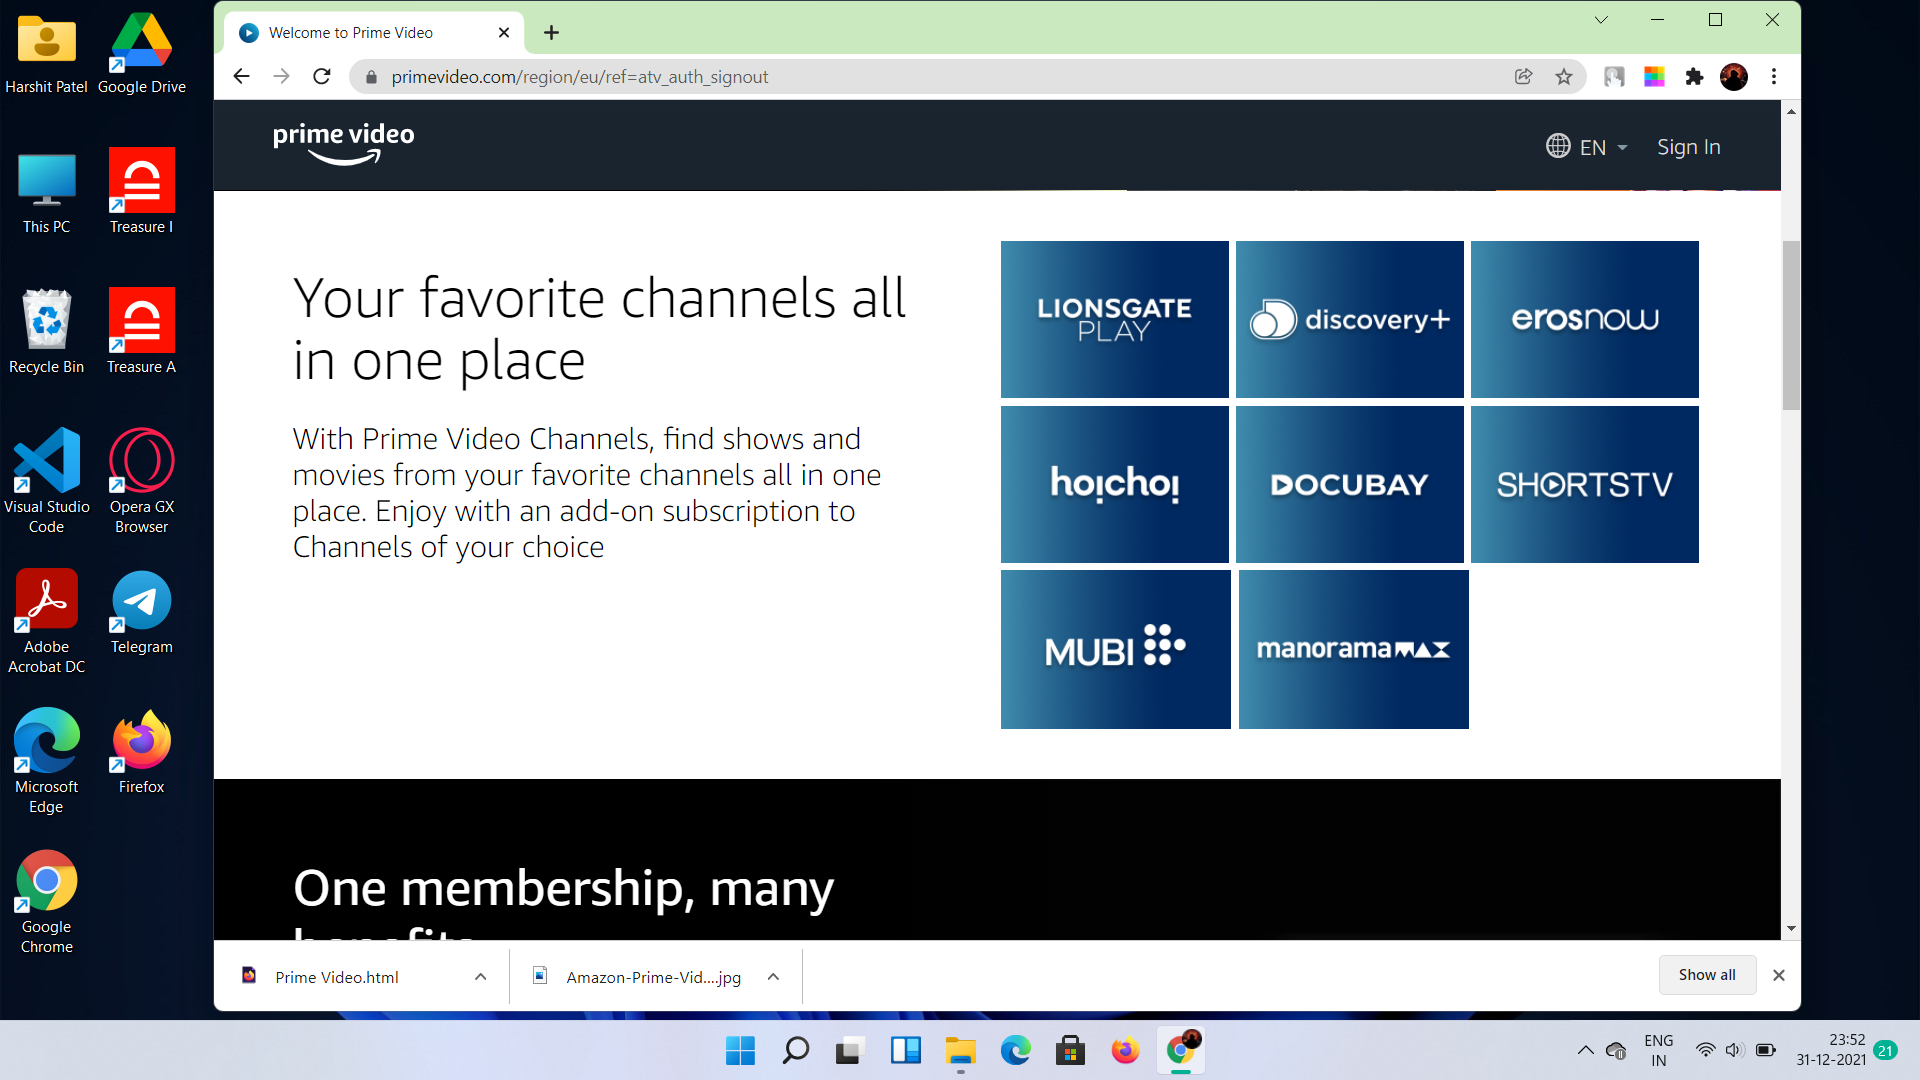 Harshit Patel
Google Drive
This PC
Treasure I
Recycle Bin
Treasure A
Visual Studio
Code
Opera GX
Browser
Adobe
Acrobat DC
Telegram
Microsoft
Edge
Firefox
Google
Chrome
Welcome to Prime Video
primevideo.com/region/eu/ref=atv_auth_signout
prime video
EN
Sign In
Your favorite channels all
in one place
With Prime Video Channels, find shows and
movies from your favorite channels all in one
place. Enjoy with an add-on subscription to
Channels of your choice
LIONSGATE
PLAY
discovery+
erosnow
hoichoi
DOCUBAY
SHORTSTV
MUBI
manoramaMAX
One membership, many
benefits
Prime Video.html
Amazon-Prime-Vid....jpg
Show all
ENG
IN
23:52
31-12-2021
21